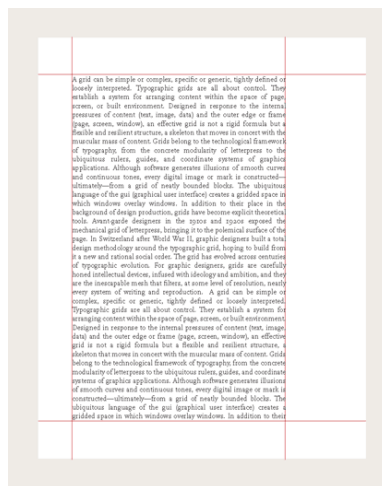 A grid can be simple or complex, specific or generic, tightly defined or
loosely interpreted. Typographic grids are all about control. They
establish a system for arranging content within the space of page,
screen, or built environment. Designed in response to the internal
pressures of content (text, image, data) and the outer edge or frame
(page, screen, window), an effective grid is not a rigid formula but a
flexible and resilient structure, a skeleton that moves in concert with the
muscular mass of content. Grids belong to the technological framework
of typography, from the concrete modularity of letterpress to the
ubiquitous rulers, guides, and coordinate systems of graphics
applications. Although software generates illusions of smooth curves
and continuous tones, every digital image or mark is constructed—
ultimately—from a grid of neatly bounded blocks. The ubiquitous
language of the gui (graphical user interface) creates a gridded space in
which windows overlay windows. In addition to their place in the
background of design production, grids have become explicit theoretical
tools. Avant-garde designers in the 1910s and 1920s exposed the
mechanical grid of letterpress, bringing it to the polemical surface of the
page. In Switzerland after World War II, graphic designers built a total
design methodology around the typographic grid, hoping to build from
it a new and rational social order. The grid has evolved across centuries
of typographic evolution. For graphic designers, grids are carefully
honed intellectual devices, infused with ideology and ambition, and they
are the inescapable mesh that filters, at some level of resolution, nearly
every system of writing and reproduction. A grid can be simple or
complex, specific or generic, tightly defined or loosely interpreted.
Typographic grids are all about control. They establish a system for
arranging content within the space of page, screen, or built environment.
Designed in response to the internal pressures of content (text, image,
data) and the outer edge or frame (page, screen, window), an effective
grid is not a rigid formula but a flexible and resilient structure, a
skeleton that moves in concert with the muscular mass of content. Grids
belong to the technological framework of typography, from the concrete
modularity of letterpress to the ubiquitous rulers, guides, and coordinate
systems of graphics applications. Although software generates illusions
of smooth curves and continuous tones, every digital image or mark is
constructed—ultimately—from a grid of neatly bounded blocks. The
ubiquitous language of the gui (graphical user interface) creates a
gridded space in which windows overlay windows. In addition to their